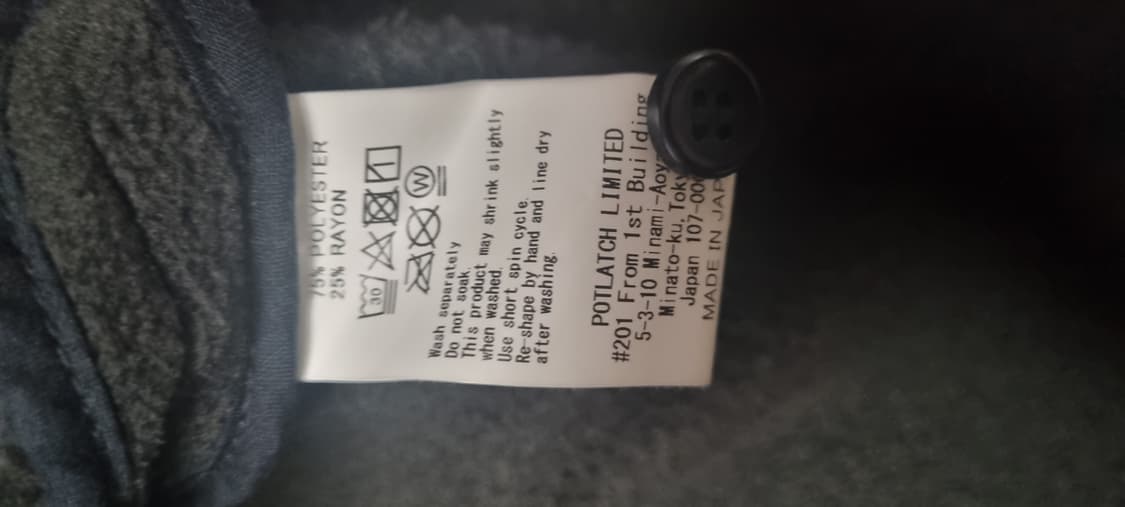 75% POLYESTER
25% RAYON
30
W
Wash separately
Do not soak.
This product may shrink slightly
when washed.
Use short spin cycle.
Re-shape by hand and line dry
after washing.
POTLATCH LIMITED
#201 From 1st Building
5-3-10 Minami-Aoy
Minato-ku, Toky
Japan 107-00
MADE IN JAP